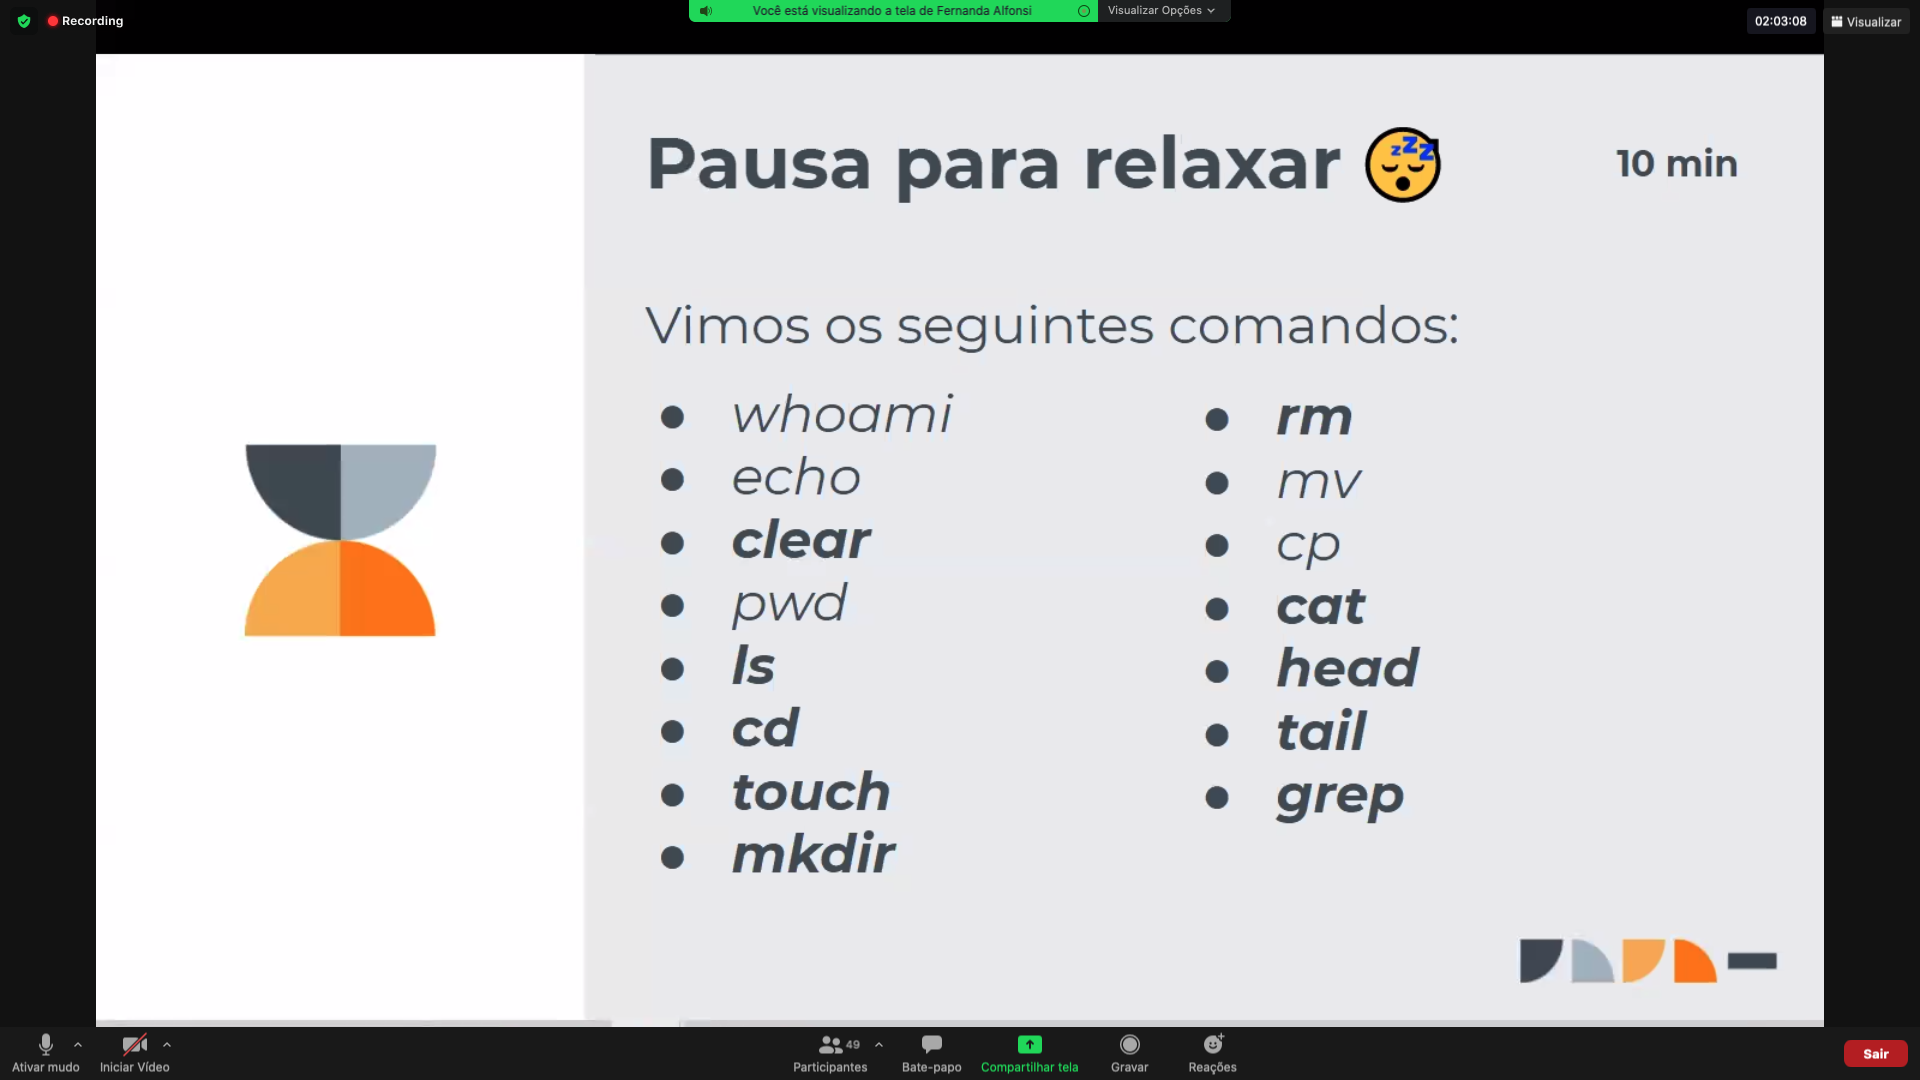 Recording
Você está visualizando a tela de Fernanda Alfonsi
Visualizar Opções
02:03:08
Visualizar
Pausa para relaxar
zZZ
10 min
Vimos os seguintes comandos:
● whoami
● echo
● clear
● pwd
● ls
● cd
● touch
● mkdir
● rm
● mv
● cp
● cat
● head
● tail
● grep
Ativar mudo
Iniciar Vídeo
49
Participantes
Bate-papo
Compartilhar tela
Gravar
Reações
Sair